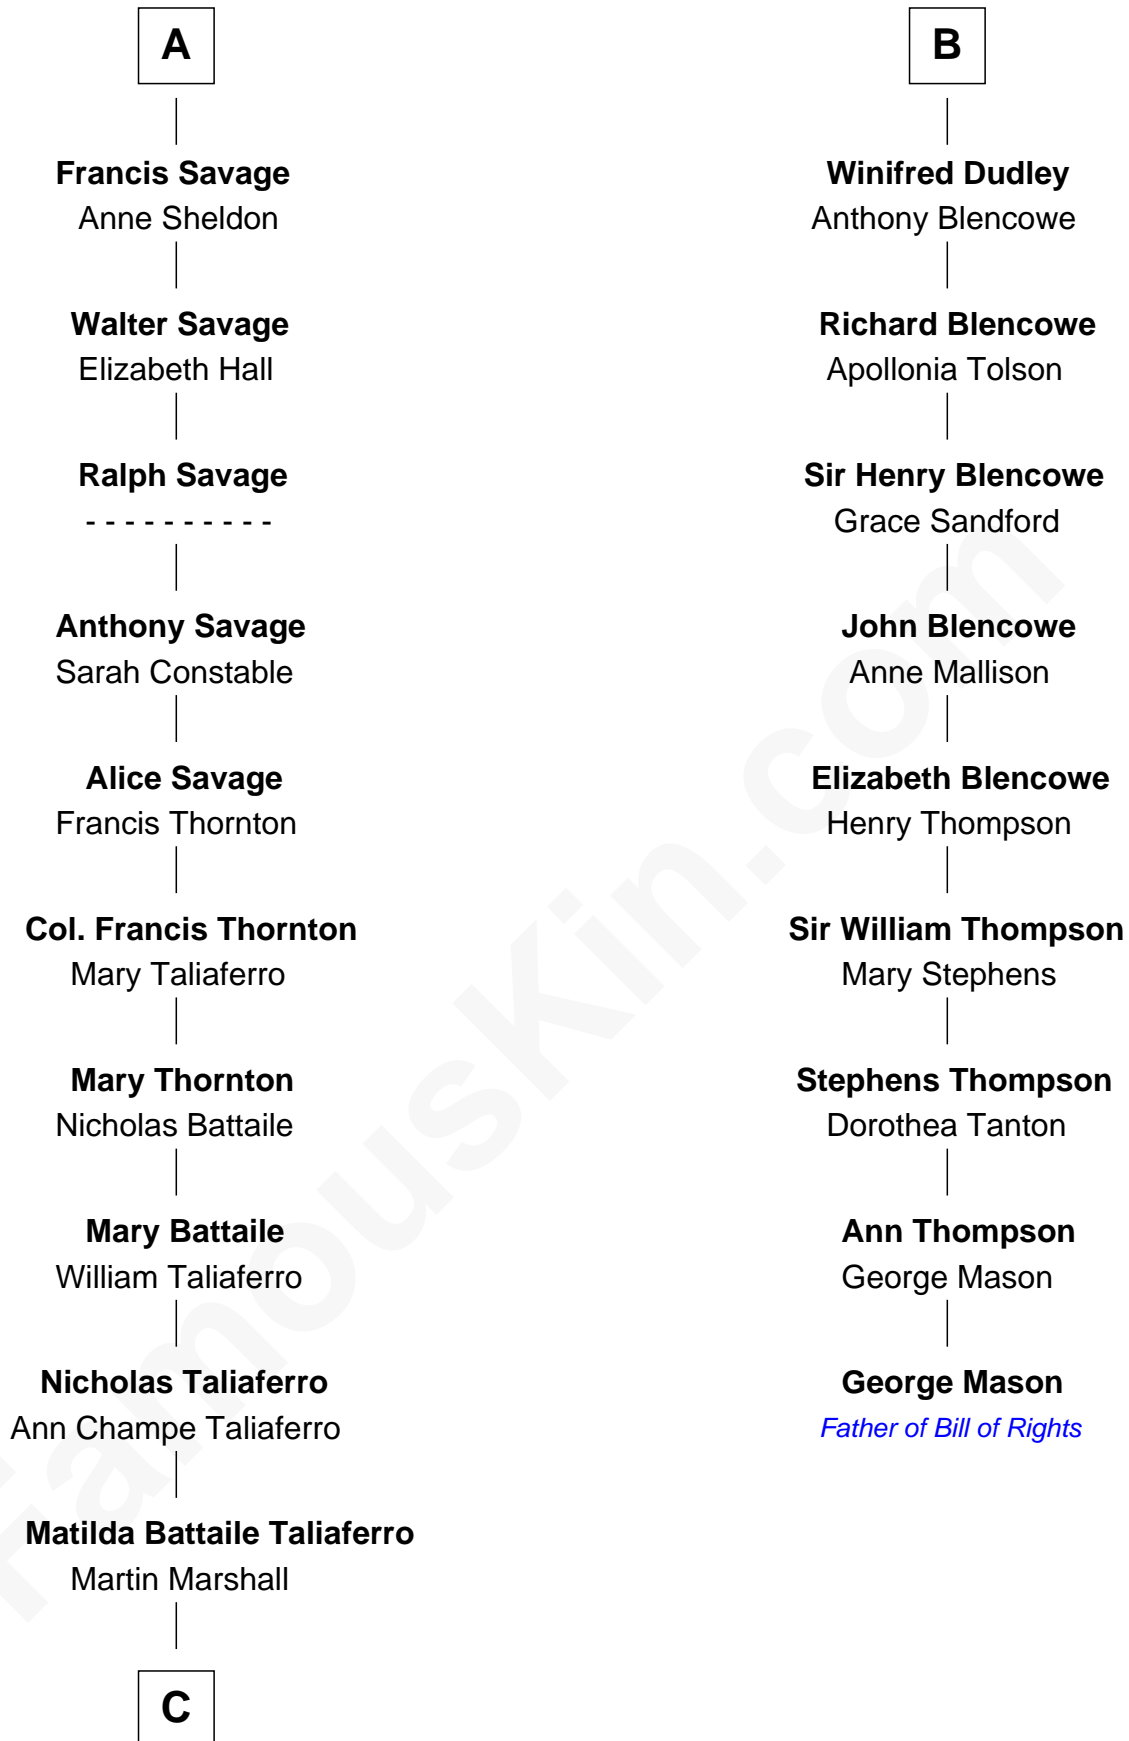 A
Francis Savage
Anne Sheldon
Walter Savage
Elizabeth Hall
Ralph Savage
- - - - - - - - - -
Anthony Savage
Sarah Constable
Alice Savage
Francis Thornton
Col. Francis Thornton
Mary Taliaferro
Mary Thornton
Nicholas Battaile
Mary Battaile
William Taliaferro
Nicholas Taliaferro
Ann Champe Taliaferro
Matilda Battaile Taliaferro
Martin Marshall
C
B
Winifred Dudley
Anthony Blencowe
Richard Blencowe
Apollonia Tolson
Sir Henry Blencowe
Grace Sandford
John Blencowe
Anne Mallison
Elizabeth Blencowe
Henry Thompson
Sir William Thompson
Mary Stephens
Stephens Thompson
Dorothea Tanton
Ann Thompson
George Mason
George Mason
Father of Bill of Rights
FamousKin.com